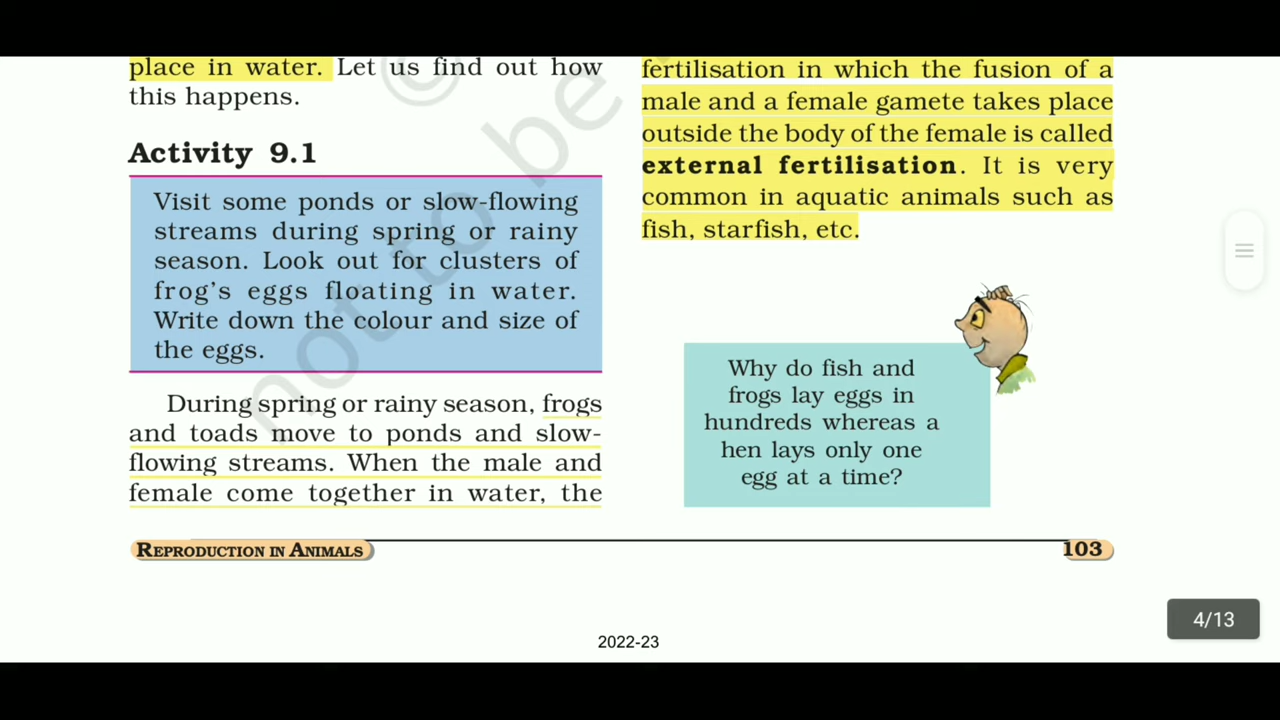 place in water. Let us find out how
this happens.
Activity 9.1
Visit some ponds or slow-flowing
streams during spring or rainy
season. Look out for clusters of
frog's eggs floating in water.
Write down the colour and size of
the eggs.
During spring or rainy season, frogs
and toads move to ponds and slow-
flowing streams. When the male and
female come together in water, the
fertilisation in which the fusion of a
male and a female gamete takes place
outside the body of the female is called
external fertilisation. It is very
common in aquatic animals such as
fish, starfish, etc.
Why do fish and
frogs lay eggs in
hundreds whereas a
hen lays only one
egg at a time?
REPRODUCTION IN ANIMALS
103
4/13
2022-23
©
not to be